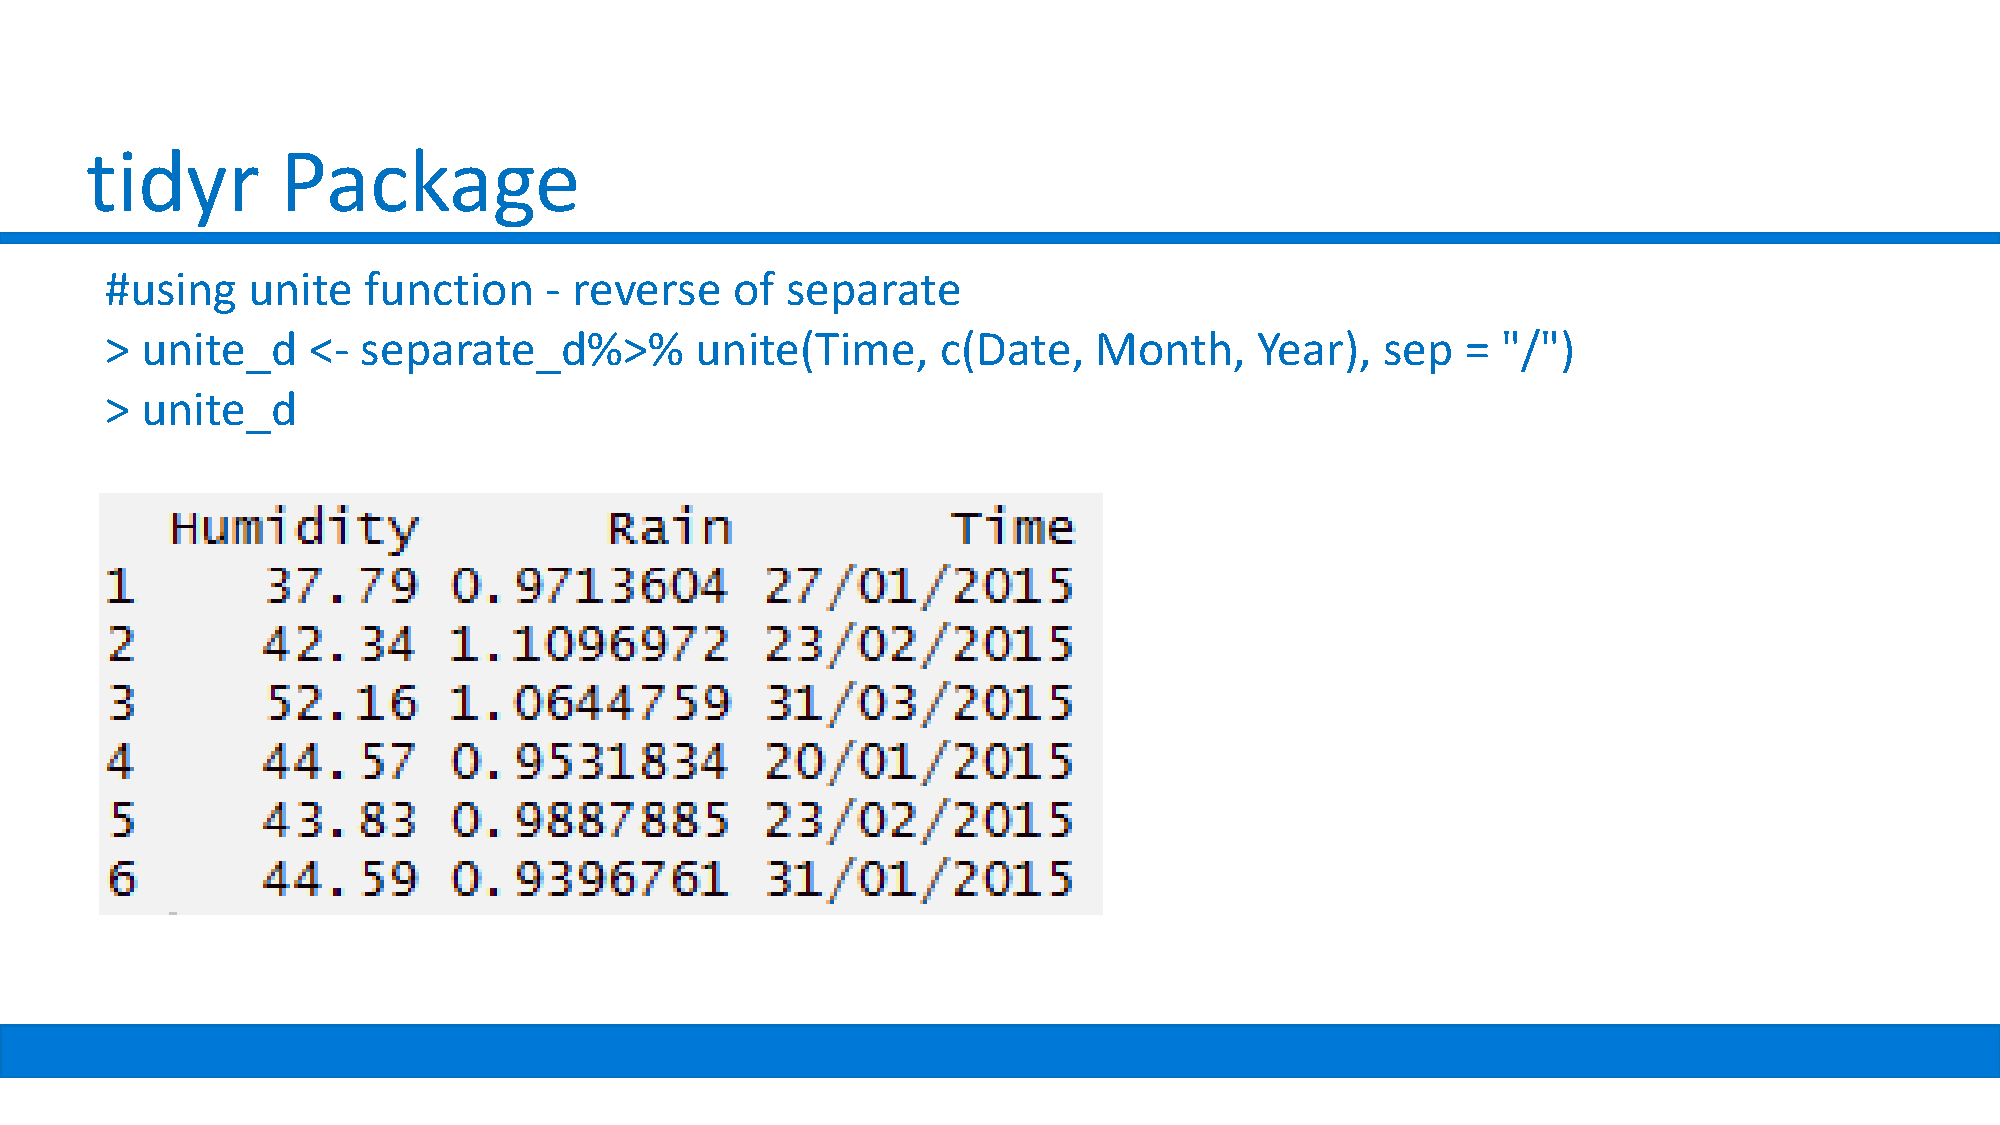 tidyr Package
#using unite function - reverse of separate
> unite_d <- separate_d%>% unite(Time, c(Date, Month, Year), sep = "/")
> unite_d
Humidity Rain Time
1 37.79 0.9713604 27/01/2015
2 42.34 1.1096972 23/02/2015
3 52.16 1.0644759 31/03/2015
4 44.57 0.9531834 20/01/2015
5 43.83 0.9887885 23/02/2015
6 44.59 0.9396761 31/01/2015